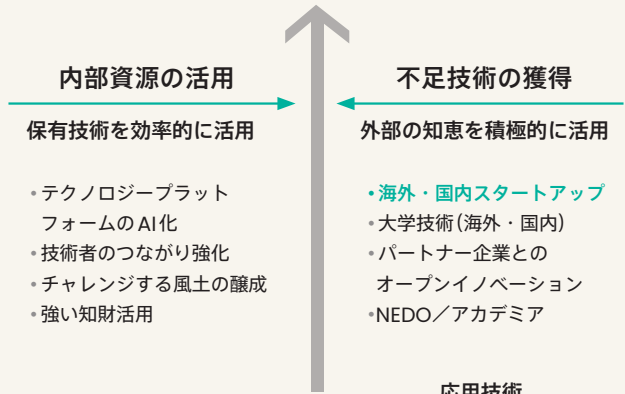 内部資源の活用
保有技術を効率的に活用
•テクノロジープラット
フォームのAI化
•技術者のつながり強化
•チャレンジする風土の醸成
•強い知財活用
不足技術の獲得
外部の知恵を積極的に活用
•海外・国内スタートアップ
•大学技術(海外・国内)
•パートナー企業との
オープンイノベーション
•NEDO／アカデミア
応用技術